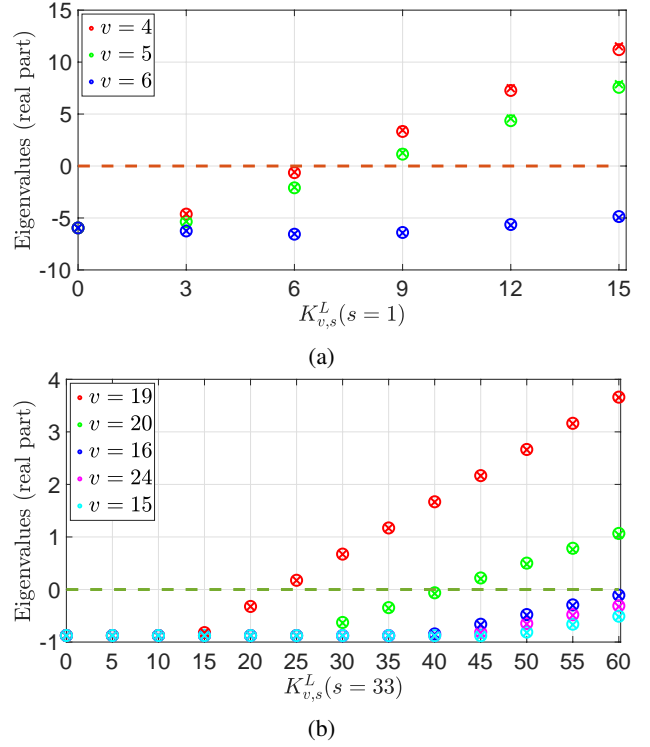 15
10
5
0
-5
-10
Eigenvalues (real part)
v = 4
v = 5
v = 6
0 3 6 9 12 15
K^L_{v,s}(s = 1)
(a)
4
3
2
1
0
-1
Eigenvalues (real part)
v = 19
v = 20
v = 16
v = 24
v = 15
0 5 10 15 20 25 30 35 40 45 50 55 60
K^L_{v,s}(s = 33)
(b)